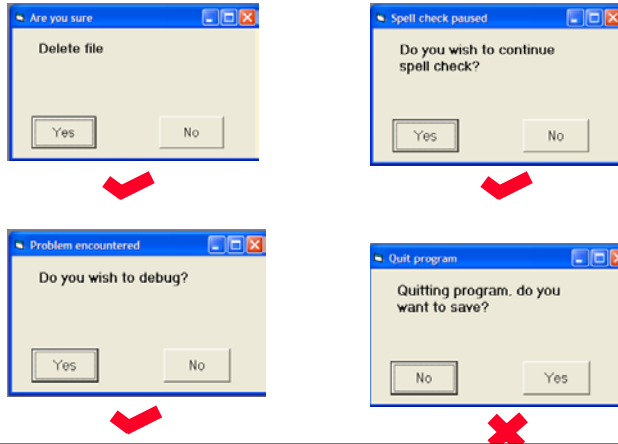 Are you sure
Delete file
Yes No
Spell check paused
Do you wish to continue
spell check?
Yes No
Problem encountered
Do you wish to debug?
Yes No
Quit program
Quitting program, do you
want to save?
No Yes